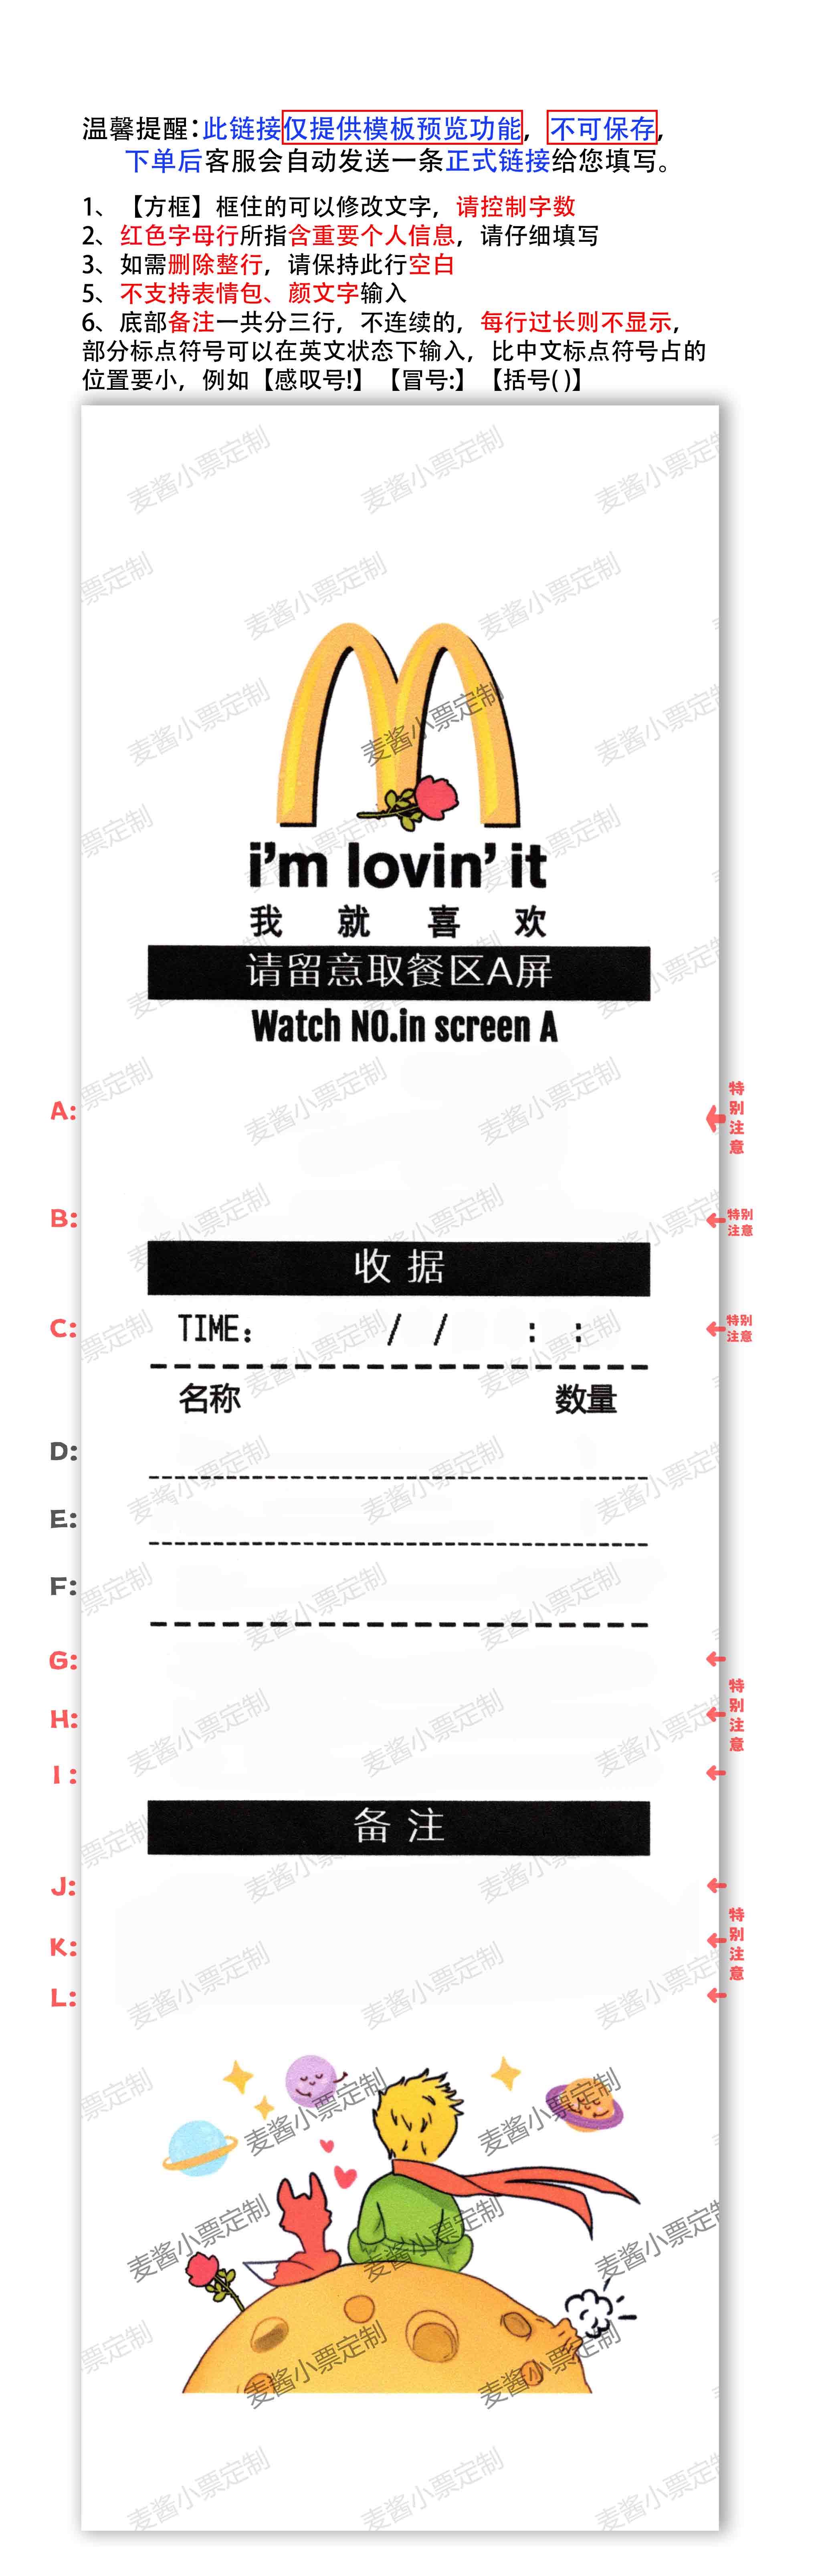 温馨提醒:此链接仅提供模板预览功能，不可保存，
下单后客服会自动发送一条正式链接给您填写。
1、【方框】框住的可以修改文字，请控制字数
2、红色字母行所指含重要个人信息，请仔细填写
3、如需删除整行，请保持此行空白
5、不支持表情包、颜文字输入
6、底部备注一共分三行，不连续的，每行过长则不显示，
部分标点符号可以在英文状态下输入，比中文标点符号占的
位置要小，例如【感叹号!】【冒号:】【括号( )】
麦酱小票定制
i'm lovin' it
我就喜欢
请留意取餐区A屏
Watch NO.in screen A
A: 特别注意
B: 特别注意
收据
C: TIME: / / : : 特别注意
名称 数量
D:
E:
F:
G:
H: 特别注意
I:
备注
J:
K: 特别注意
L: